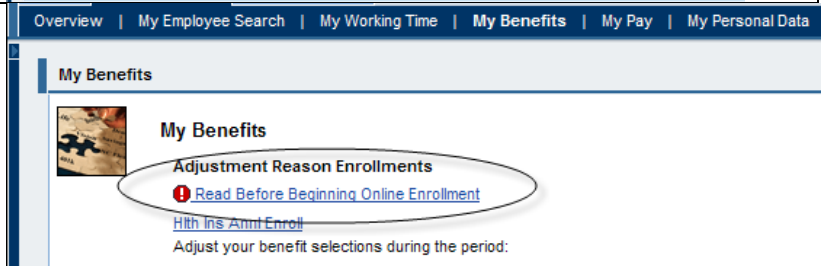 Overview | My Employee Search | My Working Time | My Benefits | My Pay | My Personal Data
My Benefits
My Benefits
Adjustment Reason Enrollments
Read Before Beginning Online Enrollment
Hlth Ins Annl Enroll
Adjust your benefit selections during the period: